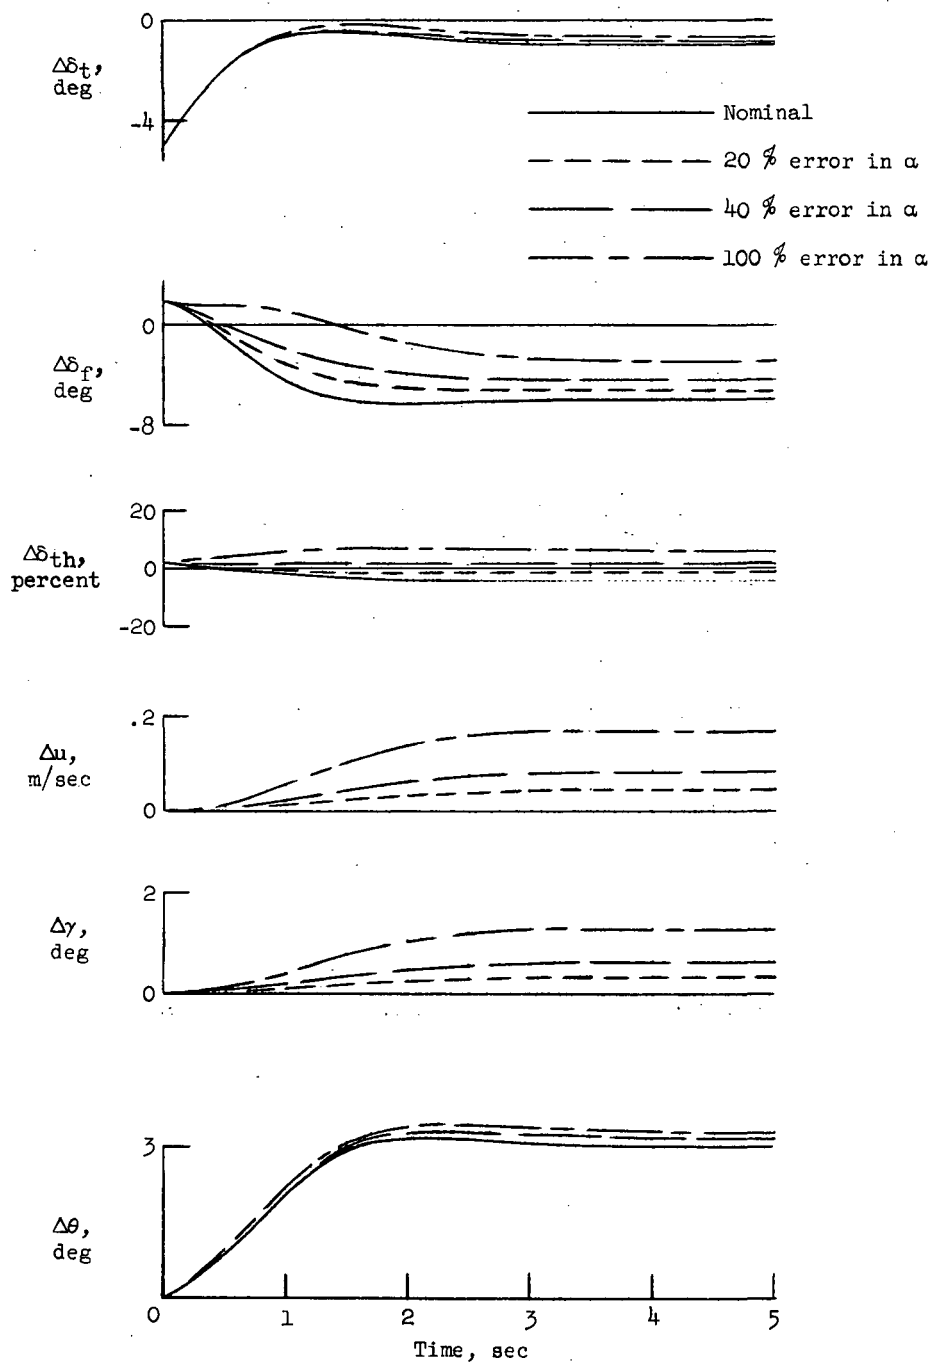 0
Δδt,
deg
-4
Nominal
20 % error in α
40 % error in α
100 % error in α
0
Δδf,
deg
-8
20
Δδth,
percent
0
-20
.2
Δu,
m/sec
0
2
Δγ,
deg
0
3
Δθ,
deg
0 1 2 3 4 5
Time, sec